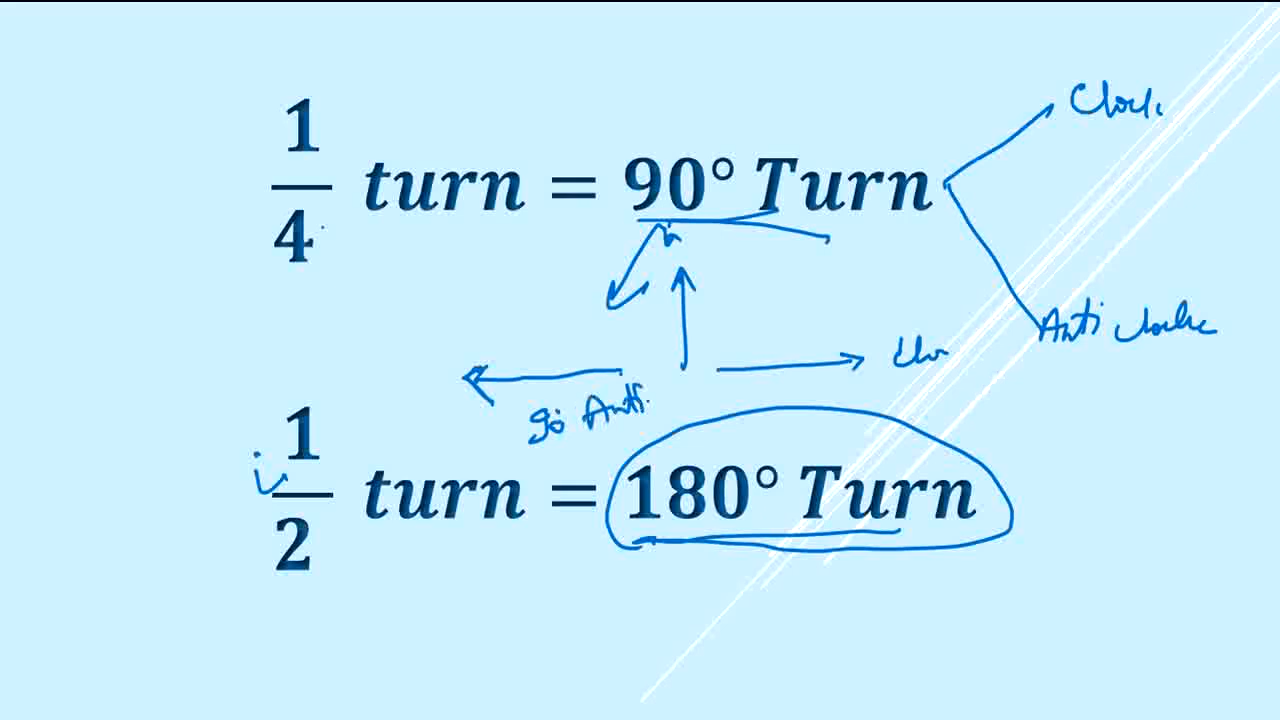 1/4 turn = 90° Turn
Clock
Anti clock
90 Anti
1/2 turn = 180° Turn